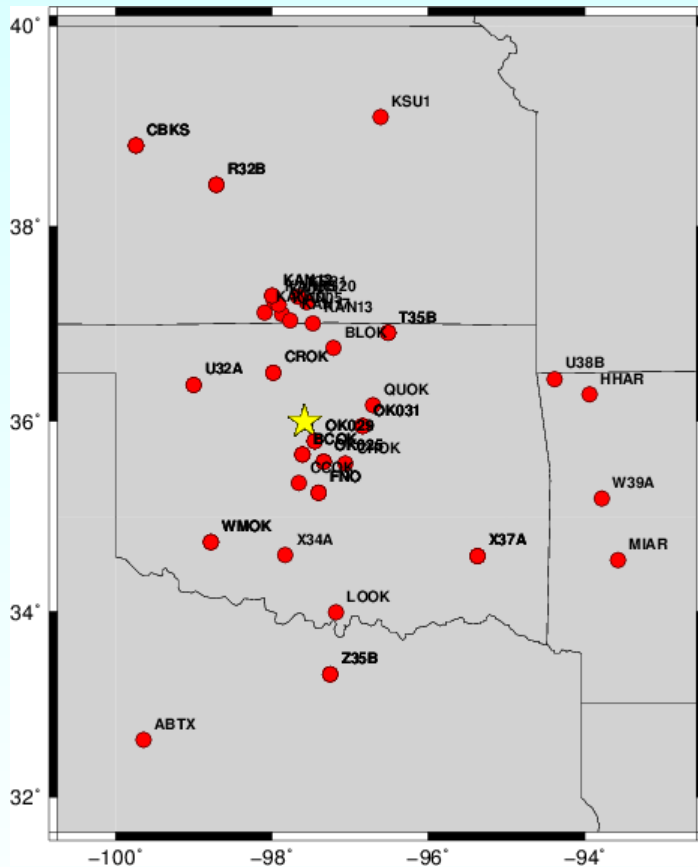 40°
KSU1
CBKS
R32B
38°
KAN13
T35B
BLOK
CROK
U38B
U32A
HHAR
QUOK
OK031
36°
OK029
BCOK
OK025
CHOK
CCOK
FNO
W39A
WMOK
X34A
X37A
MIAR
34°
LOOK
Z35B
ABTX
32°
−100
−98
−96
−94